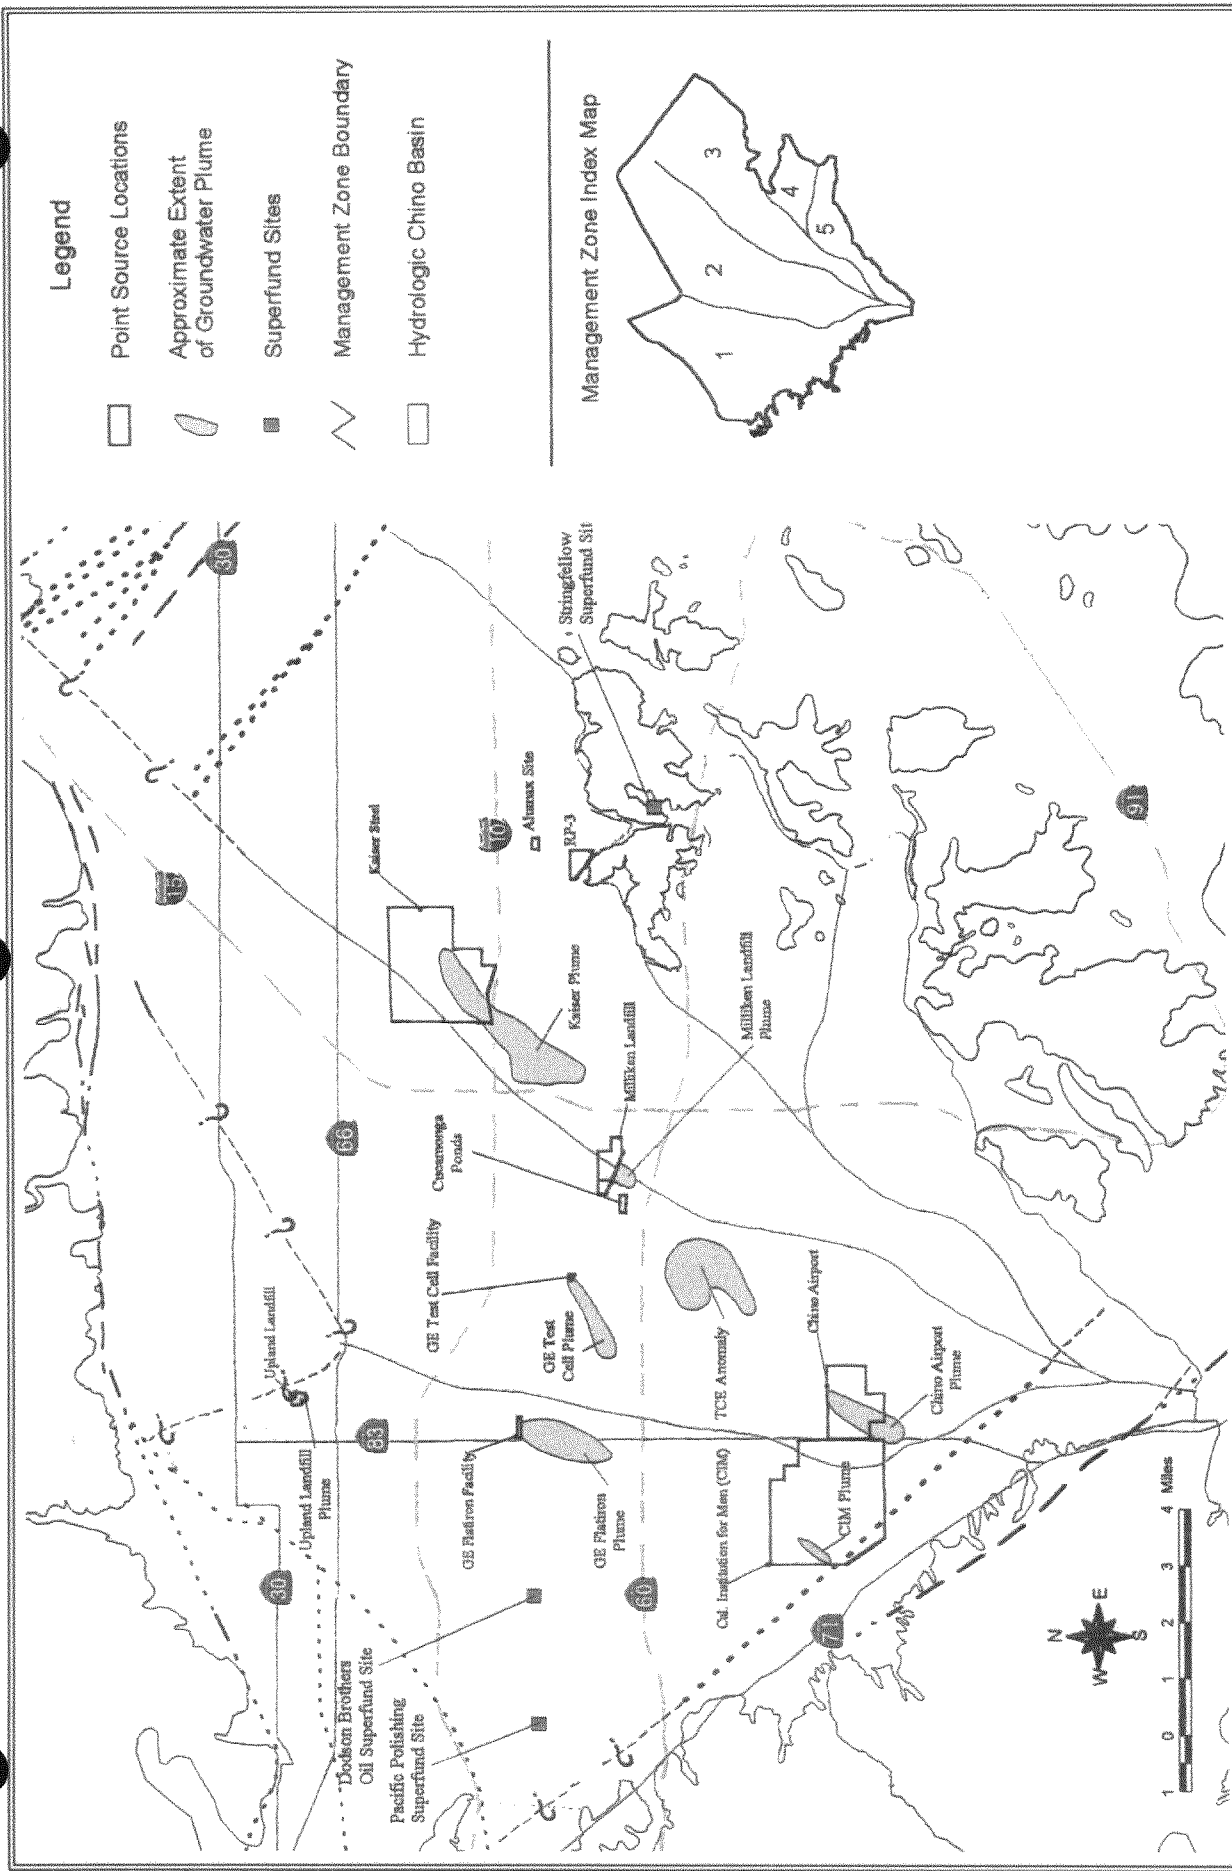 Legend
Point Source Locations
Approximate Extent
of Groundwater Plume
Superfund Sites
Management Zone Boundary
Hydrologic Chino Basin
Management Zone Index Map
1
2
3
4
5
30
30
15
66
10
83
60
71
91
Upland Landfill
Upland Landfill
Plume
Kaiser Steel
Kaiser Plume
Alumax Site
RP-3
Stringfellow
Superfund Sit
Cucamonga
Ponds
Milliken Landfill
Milliken Landfill
Plume
GE Test Cell Facility
GE Test
Cell Plume
GE Flatiron Facility
GE Flatiron
Plume
TCE Anomaly
Chino Airport
Chino Airport
Plume
Cal. Institution for Men (CIM)
CIM Plume
Dodson Brothers
Oil Superfund Site
Pacific Polishing
Superfund Site
N
W E
S
1 0 1 2 3 4 Miles